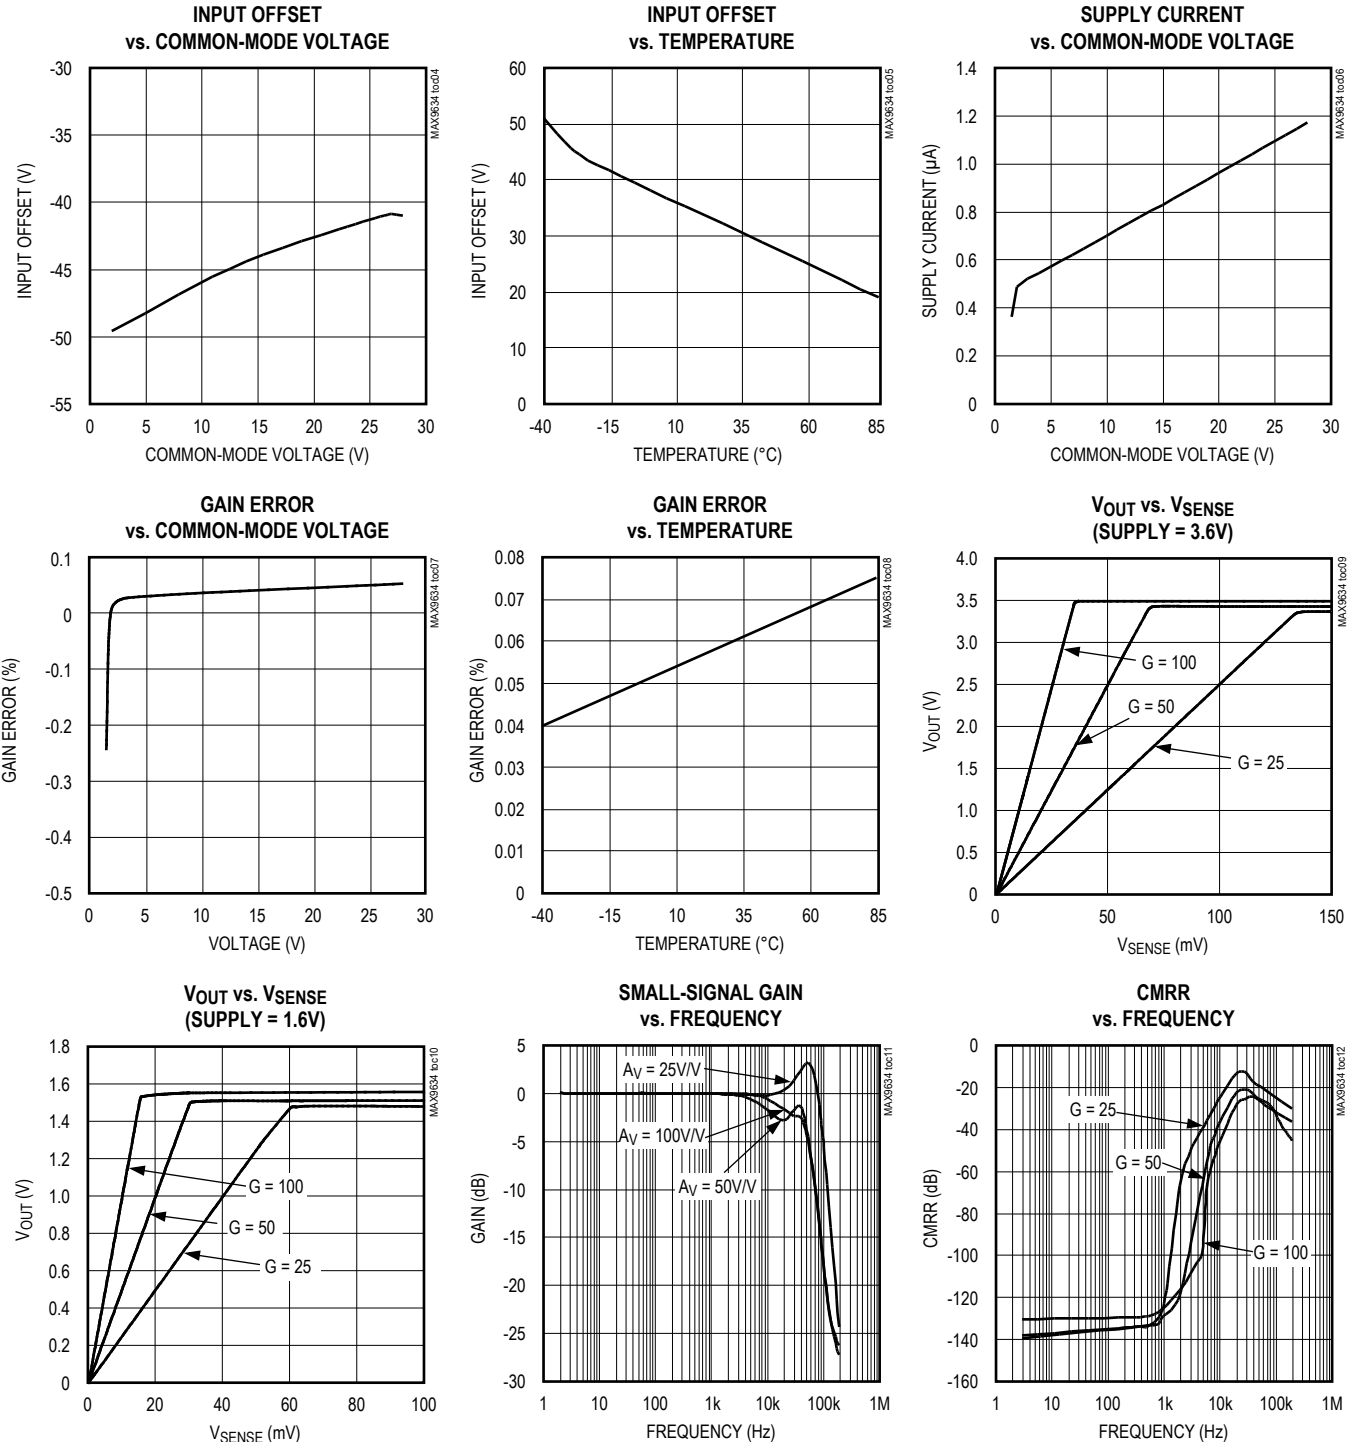 INPUT OFFSET
vs. COMMON-MODE VOLTAGE
-30
-35
-40
-45
-50
-55
INPUT OFFSET (V)
0 5 10 15 20 25 30
COMMON-MODE VOLTAGE (V)
MAX9634 toc04
INPUT OFFSET
vs. TEMPERATURE
60
50
40
30
20
10
0
INPUT OFFSET (V)
-40 -15 10 35 60 85
TEMPERATURE (°C)
MAX9634 toc05
SUPPLY CURRENT
vs. COMMON-MODE VOLTAGE
1.4
1.2
1.0
0.8
0.6
0.4
0.2
0
SUPPLY CURRENT (µA)
0 5 10 15 20 25 30
COMMON-MODE VOLTAGE (V)
MAX9634 toc06
GAIN ERROR
vs. COMMON-MODE VOLTAGE
0.1
0
-0.1
-0.2
-0.3
-0.4
-0.5
GAIN ERROR (%)
0 5 10 15 20 25 30
VOLTAGE (V)
MAX9634 toc07
GAIN ERROR
vs. TEMPERATURE
0.08
0.07
0.06
0.05
0.04
0.03
0.02
0.01
0
GAIN ERROR (%)
-40 -15 10 35 60 85
TEMPERATURE (°C)
MAX9634 toc08
VOUT vs. VSENSE
(SUPPLY = 3.6V)
4.0
3.5
3.0
2.5
2.0
1.5
1.0
0.5
0
VOUT (V)
G = 100
G = 50
G = 25
0 50 100 150
VSENSE (mV)
MAX9634 toc09
VOUT vs. VSENSE
(SUPPLY = 1.6V)
1.8
1.6
1.4
1.2
1.0
0.8
0.6
0.4
0.2
0
VOUT (V)
G = 100
G = 50
G = 25
0 20 40 60 80 100
VSENSE (mV)
MAX9634 toc10
SMALL-SIGNAL GAIN
vs. FREQUENCY
5
0
-5
-10
-15
-20
-25
-30
GAIN (dB)
AV = 25V/V
AV = 100V/V
AV = 50V/V
1 10 100 1k 10k 100k 1M
FREQUENCY (Hz)
MAX9634 toc11
CMRR
vs. FREQUENCY
0
-20
-40
-60
-80
-100
-120
-140
-160
CMRR (dB)
G = 25
G = 50
G = 100
1 10 100 1k 10k 100k 1M
FREQUENCY (Hz)
MAX9634 toc12